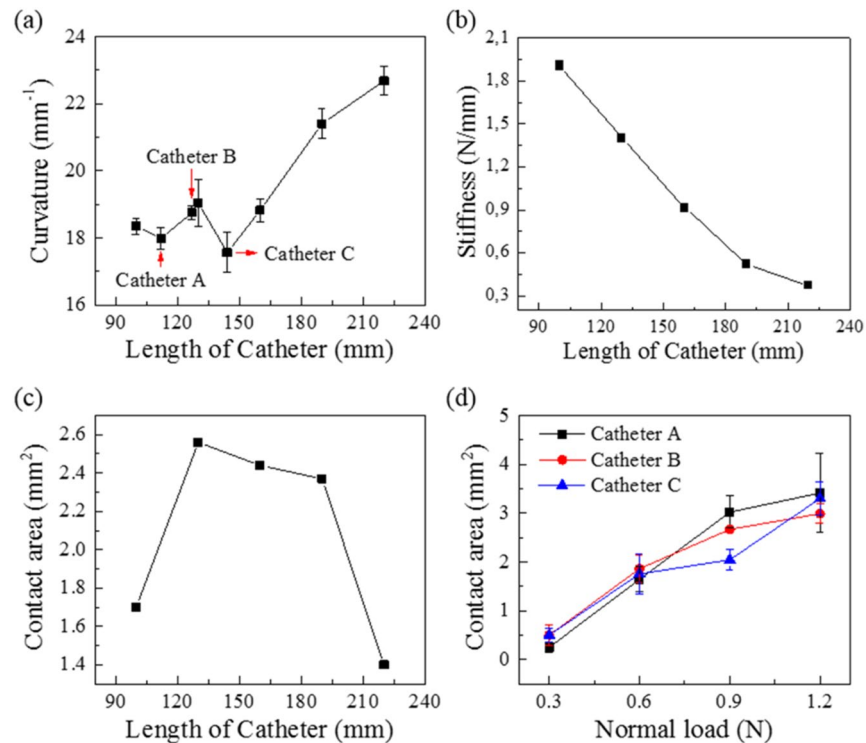 (a)
24
22
20
18
16
Curvature (mm⁻¹)
Catheter B
Catheter A
Catheter C
90 120 150 180 210 240
Length of Catheter (mm)
(b)
2,1
1,8
1,5
1,2
0,9
0,6
0,3
Stiffness (N/mm)
90 120 150 180 210 240
Length of Catheter (mm)
(c)
2.6
2.4
2.2
2.0
1.8
1.6
1.4
Contact area (mm²)
90 120 150 180 210 240
Length of Catheter (mm)
(d)
5
4
3
2
1
0
Contact area (mm²)
Catheter A
Catheter B
Catheter C
0.3 0.6 0.9 1.2
Normal load (N)